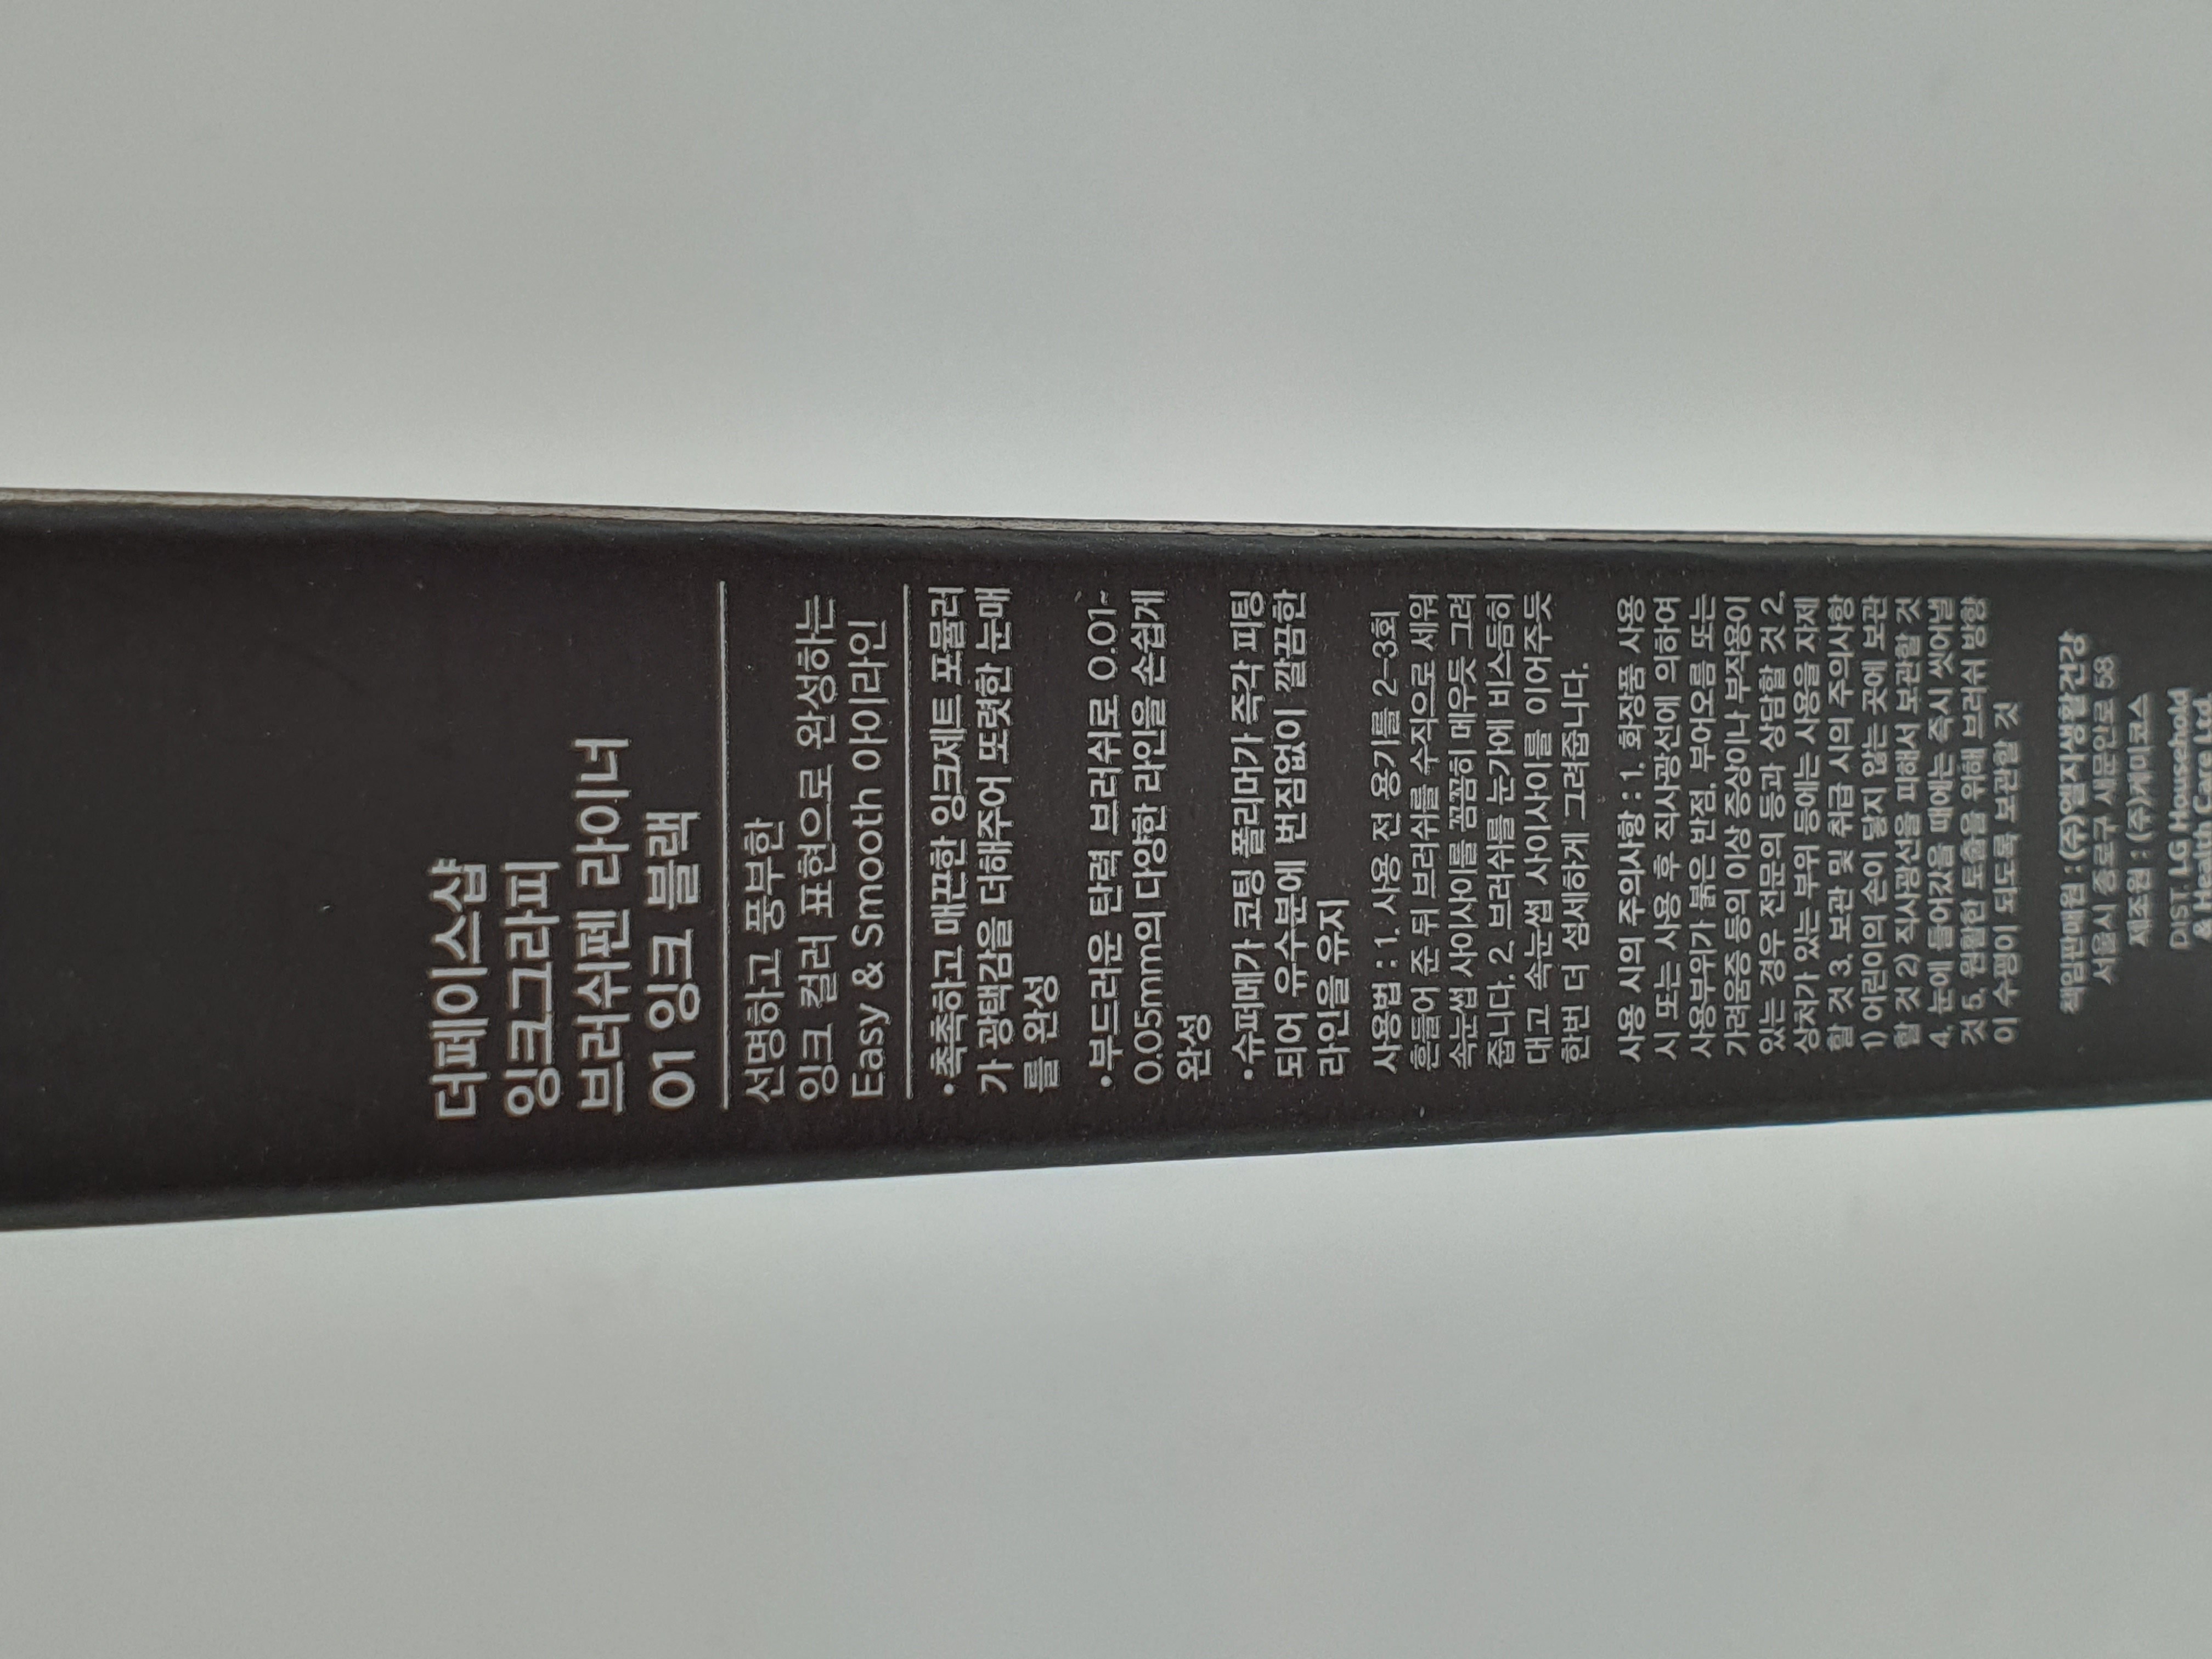 더페이스샵
잉크그라피
브러쉬펜 라이너
01 잉크 블랙
선명하고 풍부한
잉크 컬러 표현으로 완성하는
Easy & Smooth 아이라인
•촉촉하고 매끈한 잉크제트 포뮬러
가 광택감을 더해주어 또렷한 눈매
를 완성
•부드러운 탄력 브러쉬로 0.01~
0.05mm의 다양한 라인을 손쉽게
완성
•슈퍼메가 코팅 폴리머가 즉각 피팅
되어 유수분에 번짐없이 깔끔한
라인을 유지
사용법 : 1. 사용 전 용기를 2~3회
흔들어 준 뒤 브러쉬를 수직으로 세워
속눈썹 사이사이를 꼼꼼히 메우듯 그려
줍니다. 2. 브러쉬를 눈가에 비스듬히
대고 속눈썹 사이사이를 이어주듯
한번 더 섬세하게 그려줍니다.
사용 시의 주의사항 : 1. 화장품 사용
시 또는 사용 후 직사광선에 의하여
사용부위가 붉은 반점, 부어오름 또는
가려움증 등의 이상 증상이나 부작용이
있는 경우 전문의 등과 상담할 것 2.
상처가 있는 부위 등에는 사용을 자제
할 것 3. 보관 및 취급 시의 주의사항
1) 어린이의 손이 닿지 않는 곳에 보관
할 것 2) 직사광선을 피해서 보관할 것
4. 눈에 들어갔을 때에는 즉시 씻어낼
것 5. 원활한 토출을 위해 브러쉬 방향
이 수평이 되도록 보관할 것
책임판매원 : (주)엘지생활건강
서울시 종로구 새문안로 58
제조원 : (주)케미코스
DIST. LG Household
& Health Care Ltd.